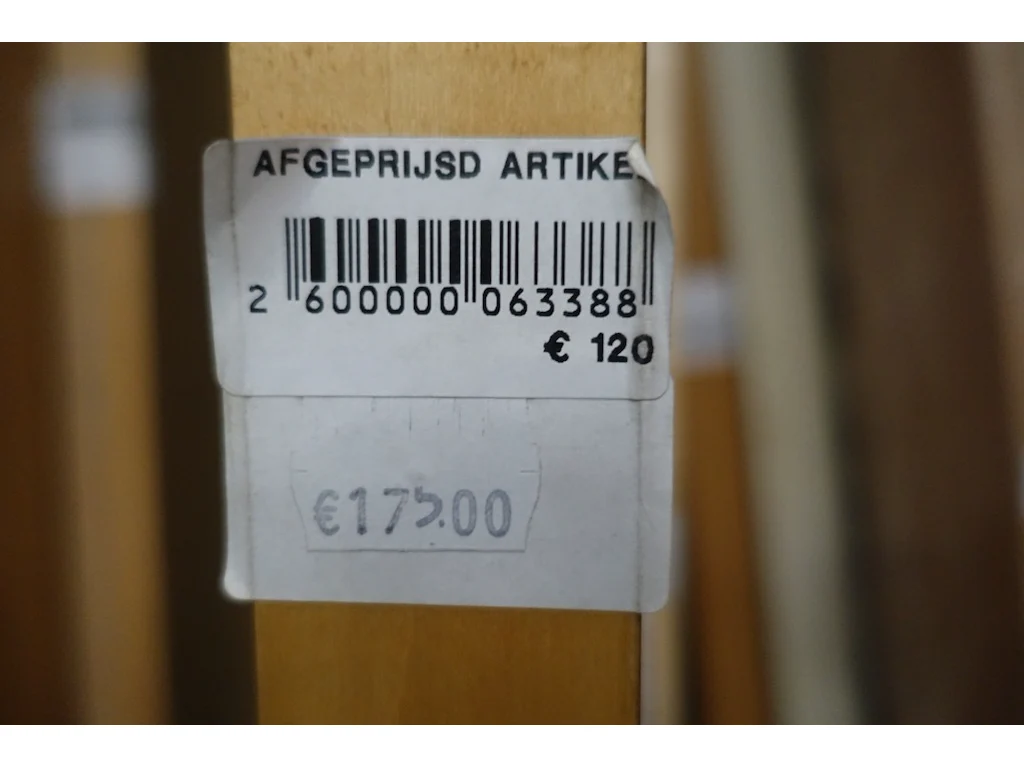 AFGEPRIJSD ARTIKEL
2 600000 063388
€ 120
€175.00